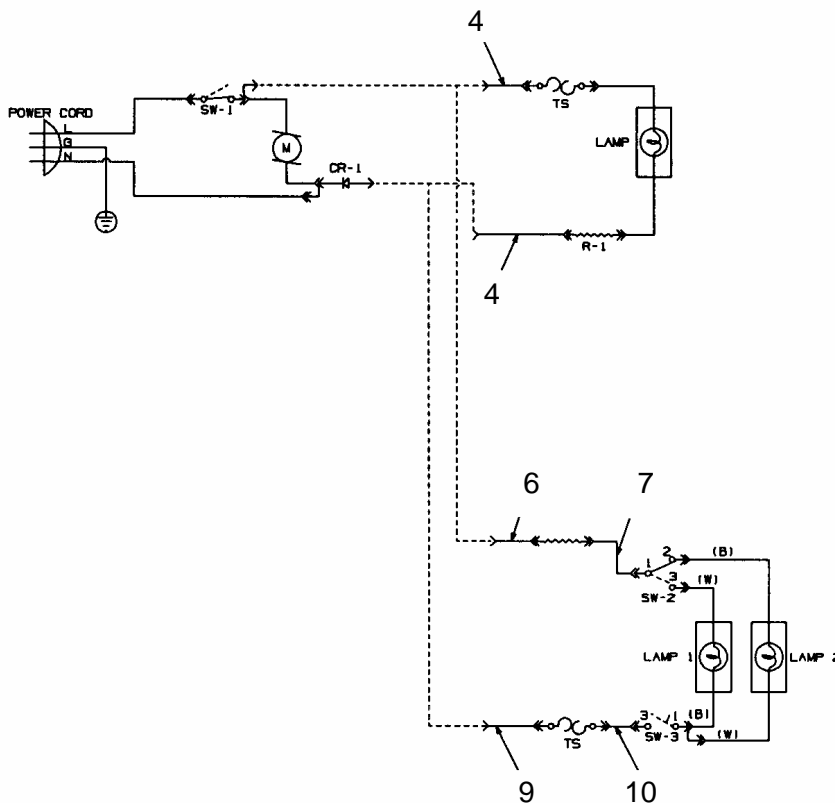 4
TS
POWER CORD
L
G
N
SW-1
M
LAMP
CR-1
R-1
4
6
7
1
2
(B)
3
(W)
SW-2
LAMP 1
LAMP 2
3
1
(B)
TS
SW-3
(W)
9
10